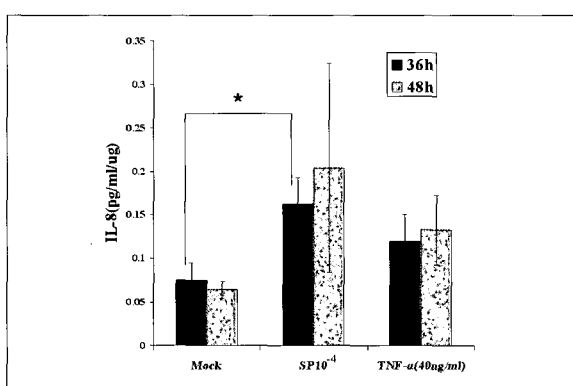 0.35
0.3
0.25
0.2
0.15
0.1
0.05
0
IL-8(pg/ml/ug)
*
36h
48h
Mock
SP10⁻⁴
TNF-α(40ng/ml)